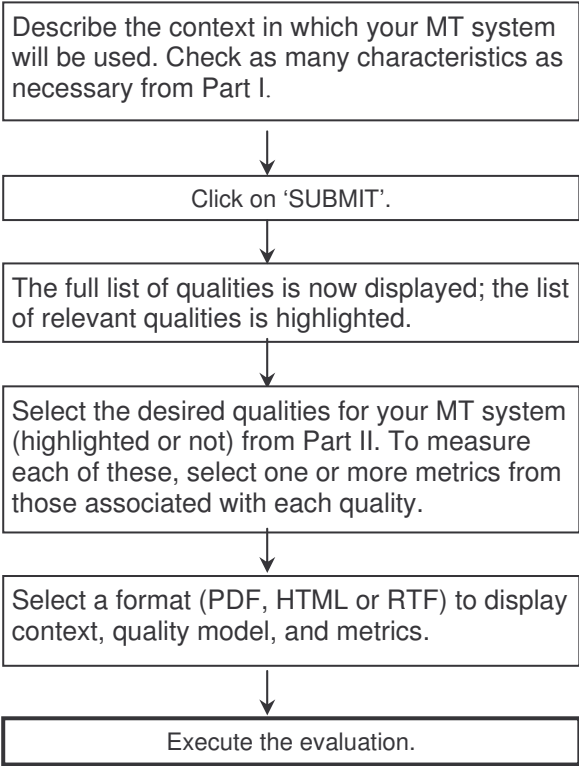 Describe the context in which your MT system
will be used. Check as many characteristics as
necessary from Part I.
Click on ‘SUBMIT’.
The full list of qualities is now displayed; the list
of relevant qualities is highlighted.
Select the desired qualities for your MT system
(highlighted or not) from Part II. To measure
each of these, select one or more metrics from
those associated with each quality.
Select a format (PDF, HTML or RTF) to display
context, quality model, and metrics.
Execute the evaluation.